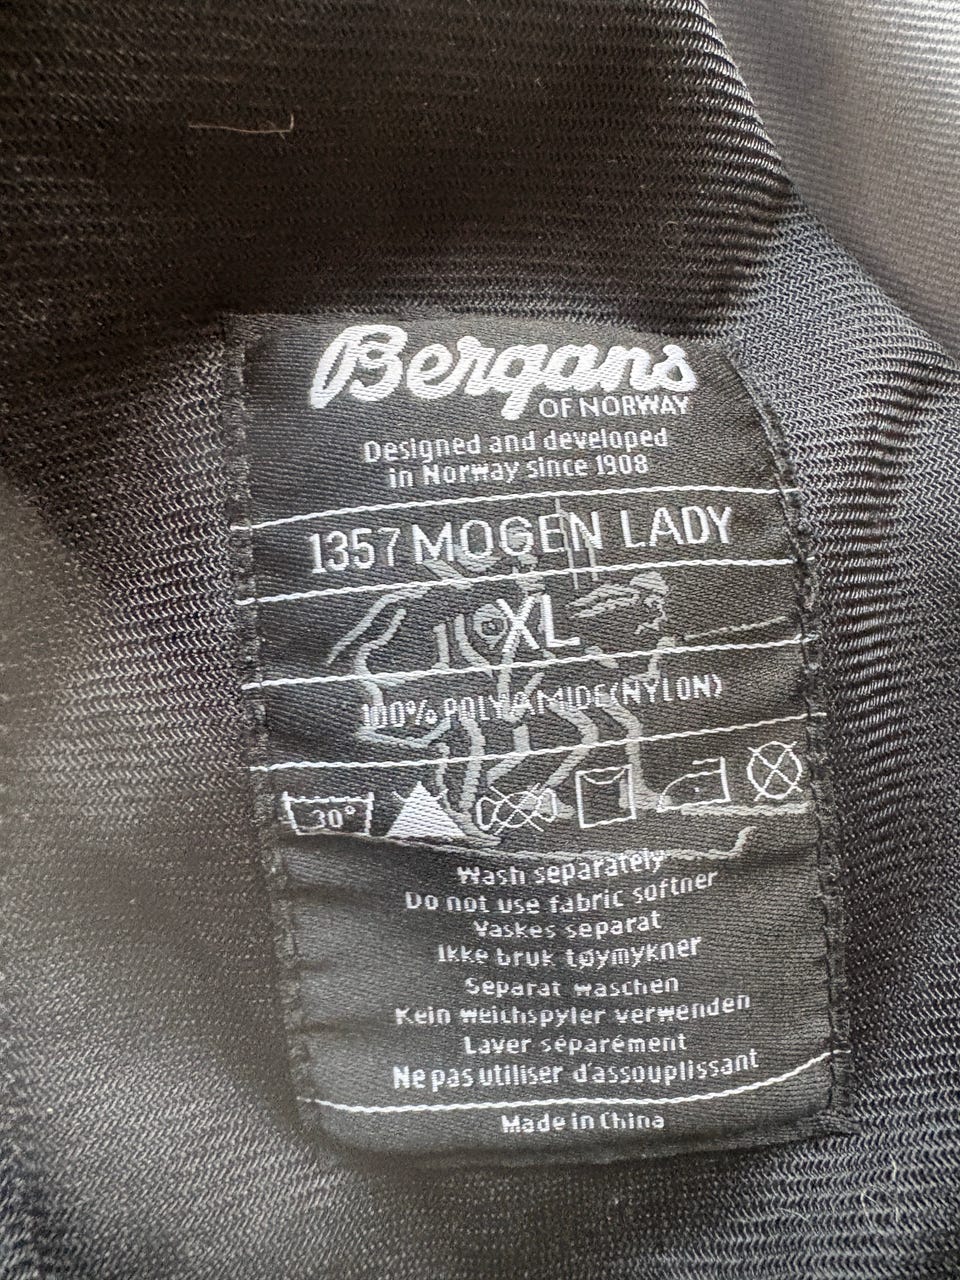 Bergans
OF NORWAY
Designed and developed
in Norway since 1908
1357 MOGEN LADY
XL
100% POLYAMIDE(NYLON)
30°
Wash separately
Do not use fabric softner
Vaskes separat
Ikke bruk tøymykner
Separat waschen
Kein weichspyler verwenden
Laver séparément
Ne pas utiliser d'assouplissant
Made in China